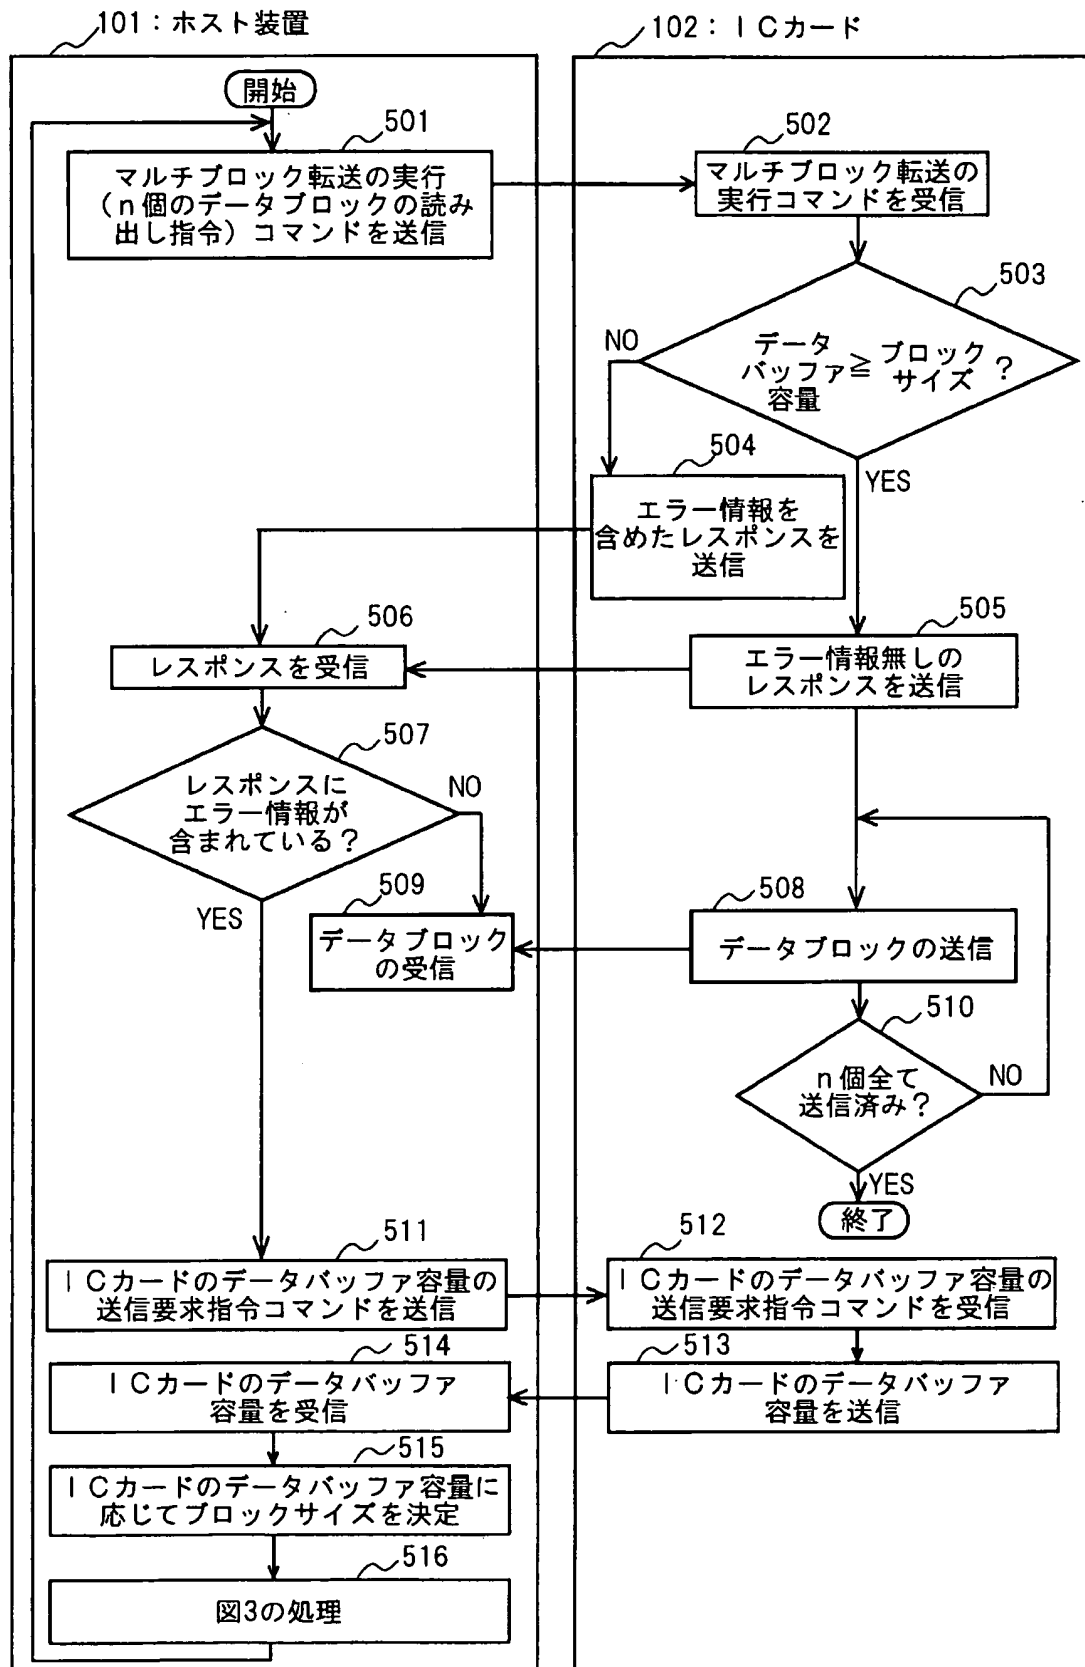 101：ホスト装置
102：ＩＣカード
開始
501
マルチブロック転送の実行
（ｎ個のデータブロックの読み
出し指令）コマンドを送信
502
マルチブロック転送の
実行コマンドを受信
503
データ
バッファ
容量
≧
ブロック
サイズ
？
NO
YES
504
エラー情報を
含めたレスポンスを
送信
505
エラー情報無しの
レスポンスを送信
506
レスポンスを受信
507
レスポンスに
エラー情報が
含まれている？
NO
YES
508
データブロックの送信
509
データブロック
の受信
510
ｎ個全て
送信済み？
NO
YES
終了
511
ＩＣカードのデータバッファ容量の
送信要求指令コマンドを送信
512
ＩＣカードのデータバッファ容量の
送信要求指令コマンドを受信
513
ＩＣカードのデータバッファ
容量を送信
514
ＩＣカードのデータバッファ
容量を受信
515
ＩＣカードのデータバッファ容量に
応じてブロックサイズを決定
516
図3の処理